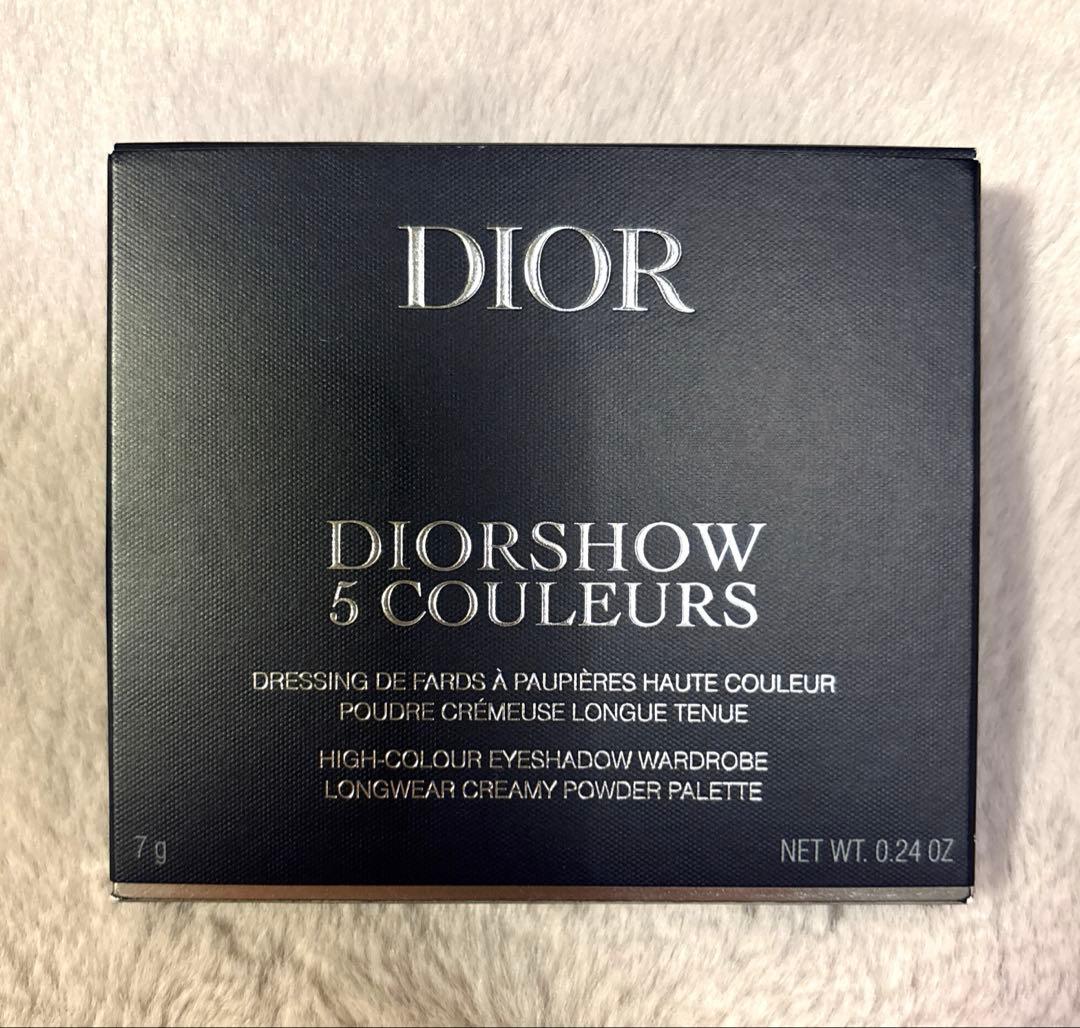 DIOR
DIORSHOW
5 COULEURS
DRESSING DE FARDS À PAUPIÈRES HAUTE COULEUR
POUDRE CRÉMEUSE LONGUE TENUE
HIGH-COLOUR EYESHADOW WARDROBE
LONGWEAR CREAMY POWDER PALETTE
7 g NET WT. 0.24 OZ